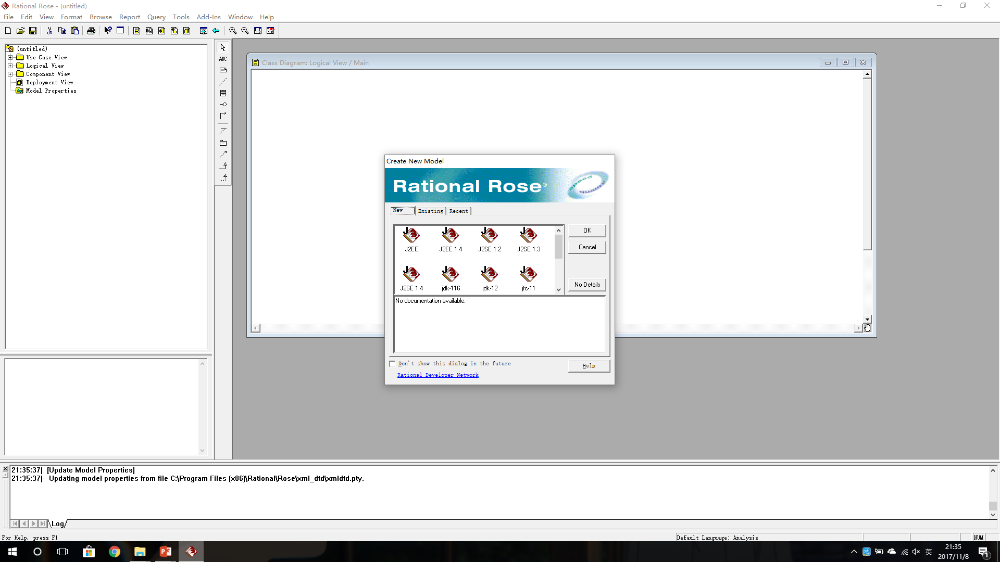 Rational Rose - (untitled)
File Edit View Format Browse Report Query Tools Add-Ins Window Help
(untitled)
Use Case View
Logical View
Component View
Deployment View
Model Properties
ABC
Class Diagram: Logical View / Main
Create New Model
Rational Rose®
speed
quality
New Existing Recent
J2EE J2EE 1.4 J2SE 1.2 J2SE 1.3
J2SE 1.4 jdk-116 jdk-12 jfc-11
OK
Cancel
No Details
No documentation available.
Don't show this dialog in the future
Rational Developer Network
Help
21:35:37| [Update Model Properties]
21:35:37| Updating model properties from file C:\Program Files (x86)\Rational\Rose\xml_dtd\xmldtd.pty.
Log
For Help, press F1
Default Language: Analysis
NUM
英
21:35
2017/11/8
1